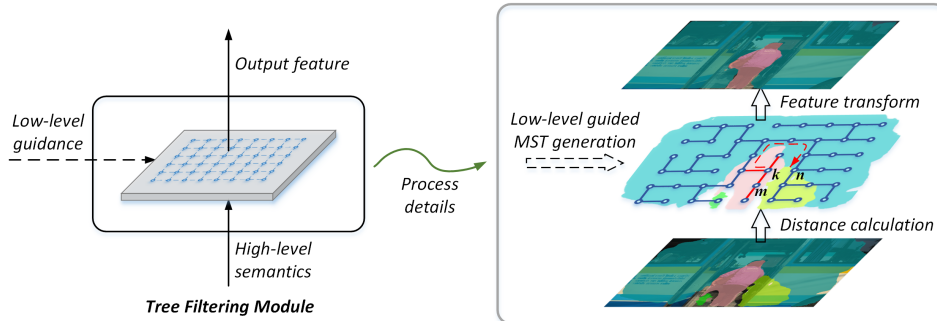 Output feature
Low-level
guidance
High-level
semantics
Tree Filtering Module
Process
details
Low-level guided
MST generation
Feature transform
k
n
m
Distance calculation